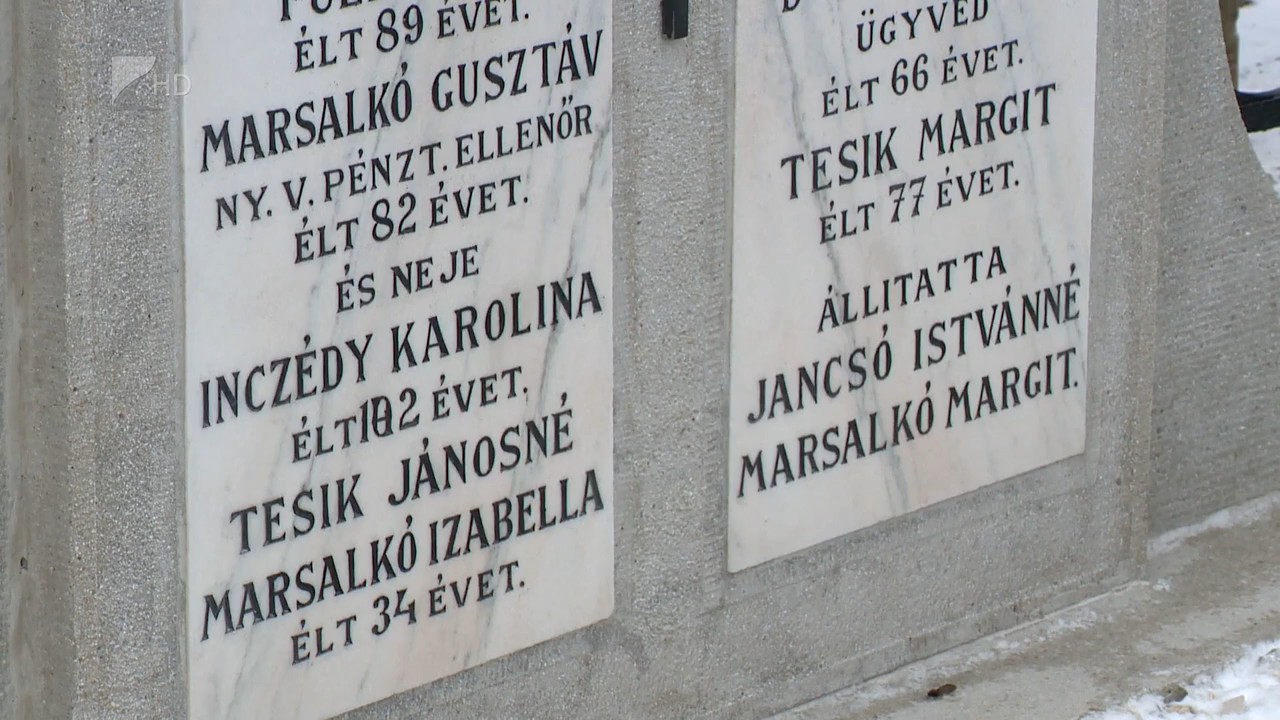 ÉLT 89 ÉVET.
MARSALKÓ GUSZTÁV
NY. V. PÉNZT. ELLENŐR
ÉLT 82 ÉVET.
ÉS NEJE
INCZÉDY KAROLINA
ÉLT 102 ÉVET.
TESIK JÁNOSNÉ
MARSALKÓ IZABELLA
ÉLT 34 ÉVET.
ÜGYVÉD
ÉLT 66 ÉVET.
TESIK MARGIT
ÉLT 77 ÉVET.
ÁLLITATTA
JANCSÓ ISTVÁNNÉ
MARSALKÓ MARGIT.
HD